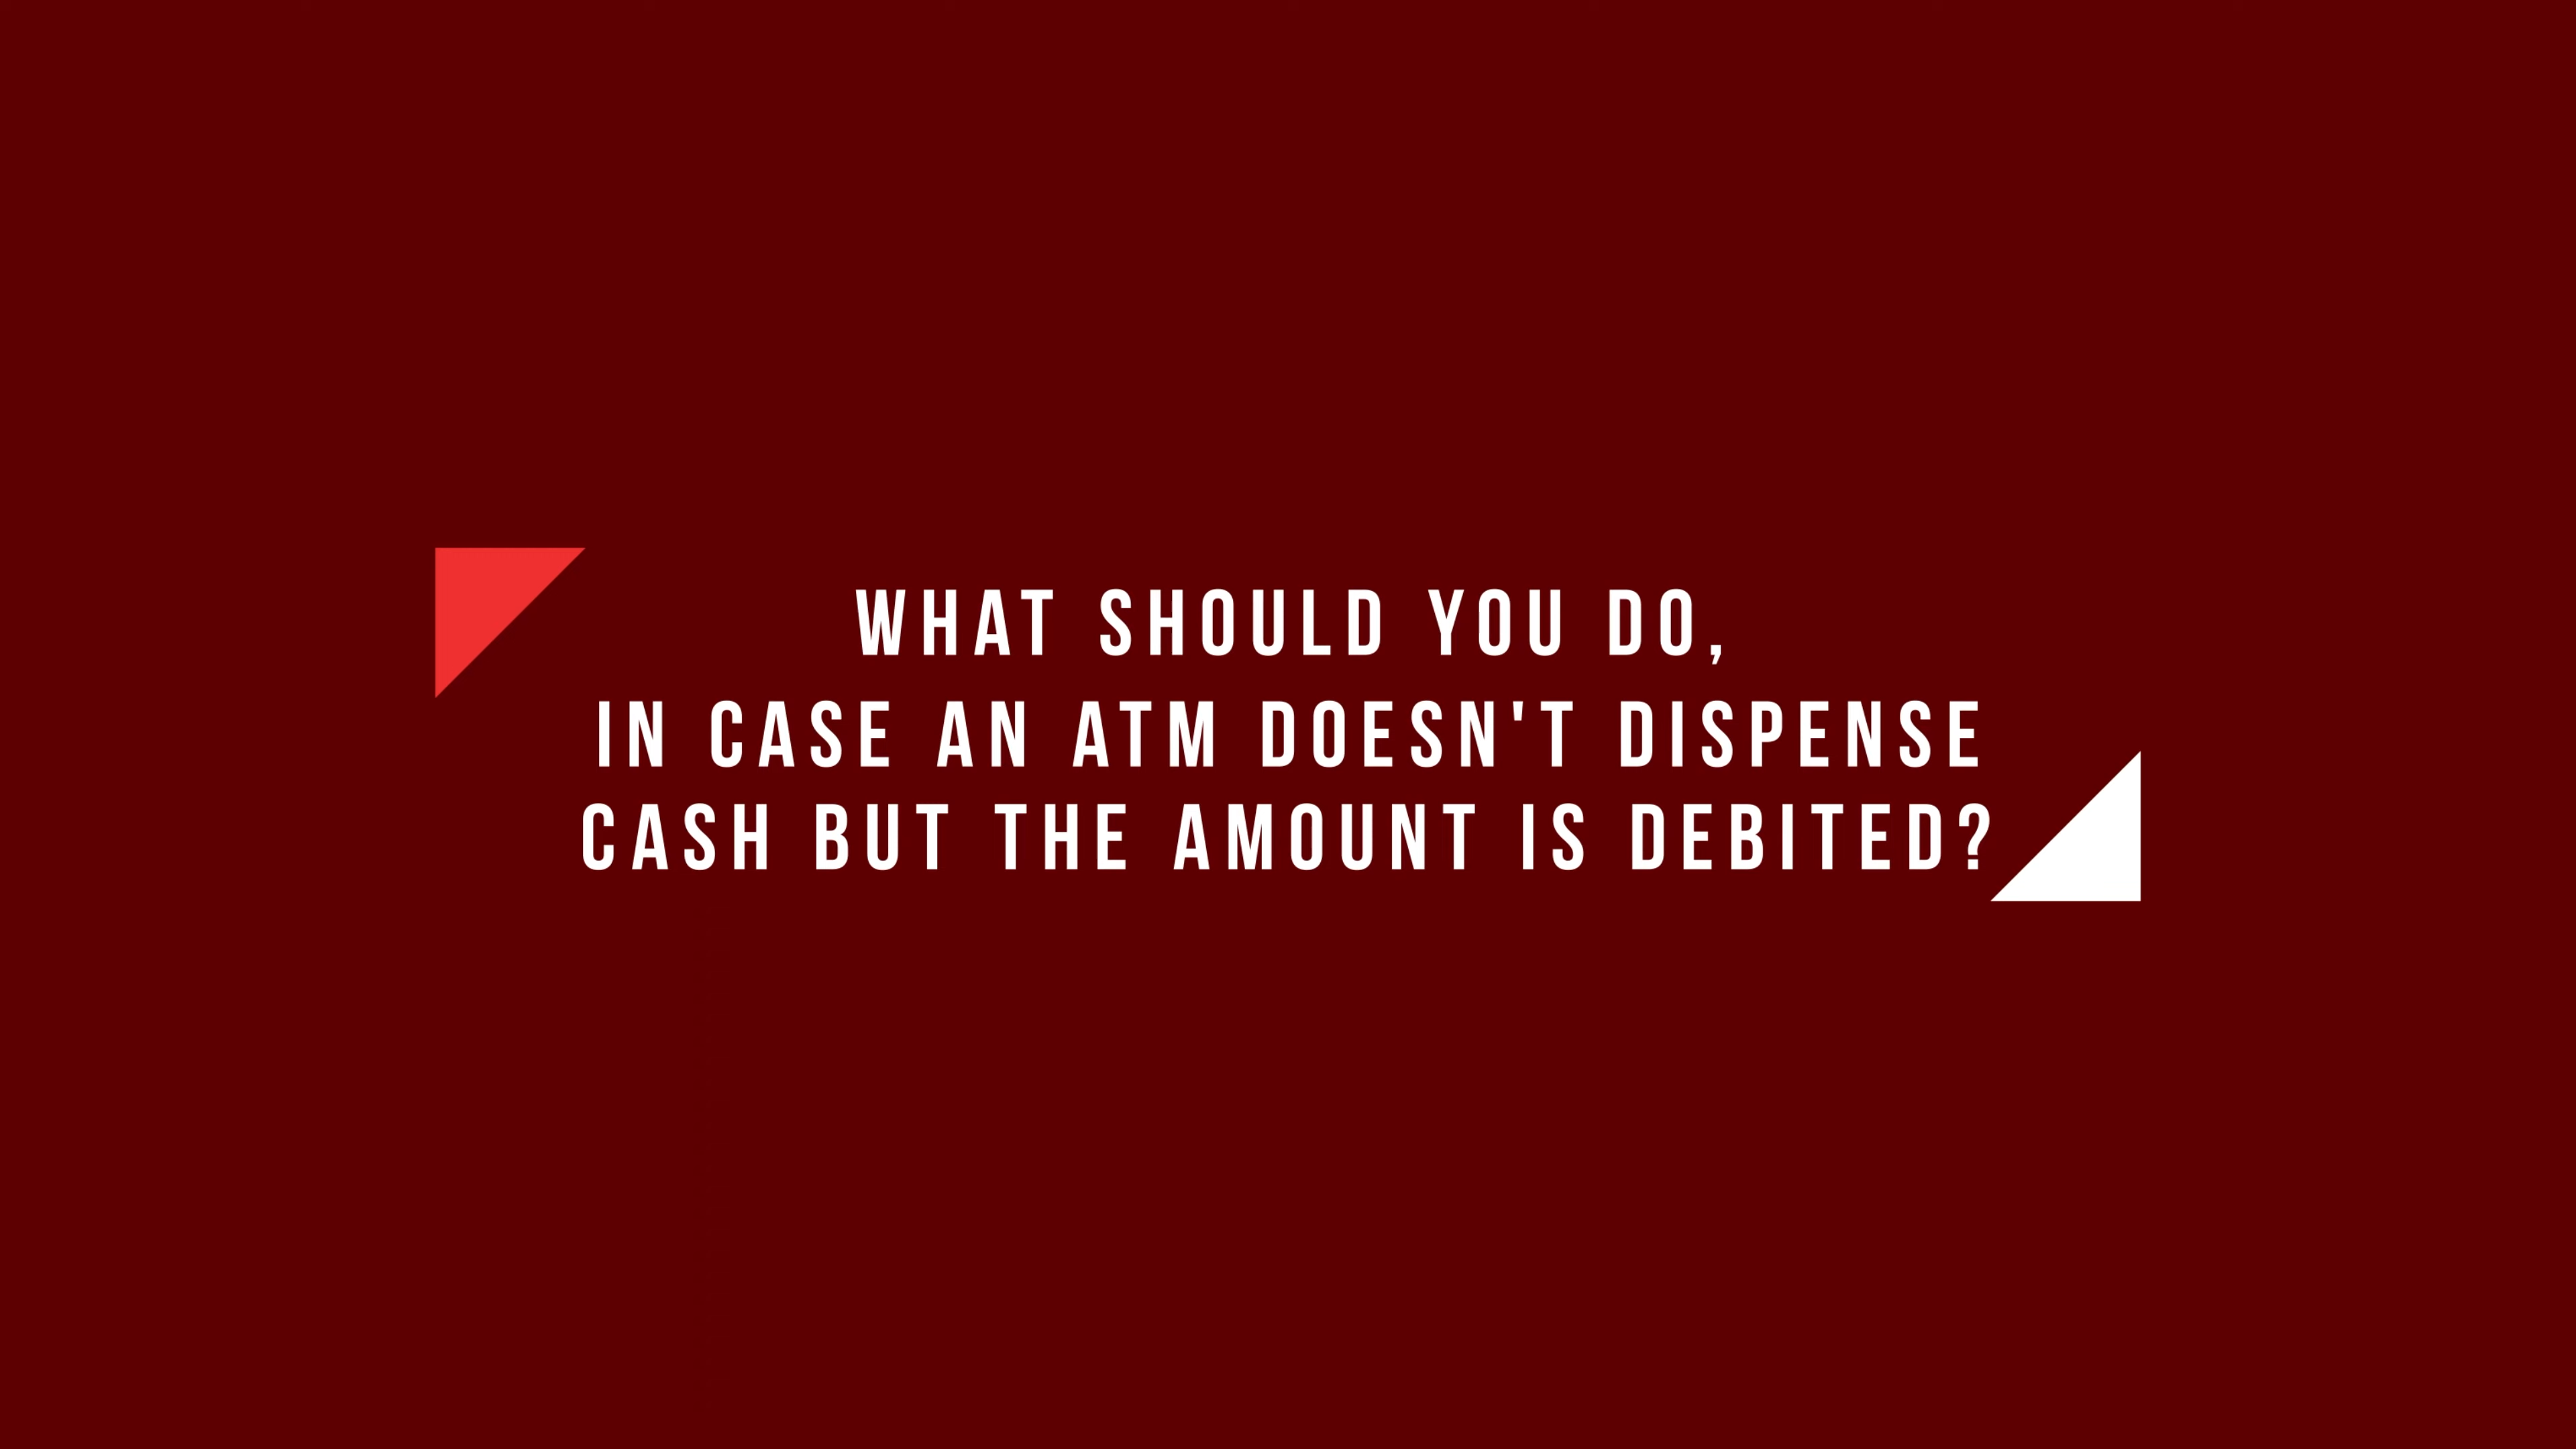 WHAT SHOULD YOU DO,
IN CASE AN ATM DOESN'T DISPENSE
CASH BUT THE AMOUNT IS DEBITED?